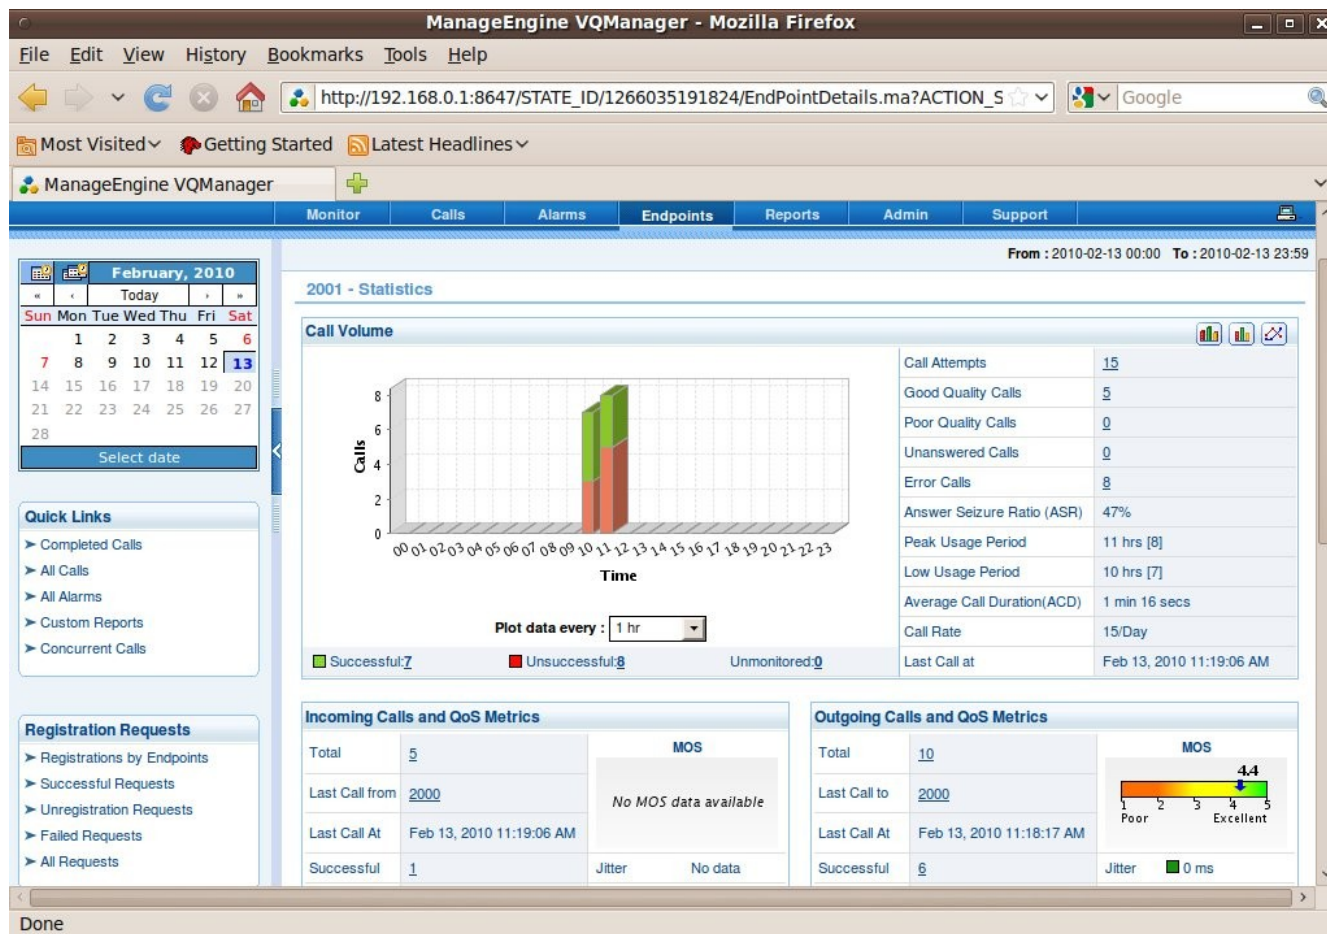 ManageEngine VQManager - Mozilla Firefox
File Edit View History Bookmarks Tools Help
http://192.168.0.1:8647/STATE_ID/1266035191824/EndPointDetails.ma?ACTION_S
Google
Most Visited Getting Started Latest Headlines
ManageEngine VQManager
Monitor Calls Alarms Endpoints Reports Admin Support
From : 2010-02-13 00:00 To : 2010-02-13 23:59
February, 2010
« ‹ Today › »
Sun Mon Tue Wed Thu Fri Sat
1 2 3 4 5 6
7 8 9 10 11 12 13
14 15 16 17 18 19 20
21 22 23 24 25 26 27
28
Select date
Quick Links
Completed Calls
All Calls
All Alarms
Custom Reports
Concurrent Calls
Registration Requests
Registrations by Endpoints
Successful Requests
Unregistration Requests
Failed Requests
All Requests
2001 - Statistics
Call Volume
8
6
4
2
0
Calls
00 01 02 03 04 05 06 07 08 09 10 11 12 13 14 15 16 17 18 19 20 21 22 23
Time
Plot data every : 1 hr
Successful:7 Unsuccessful:8 Unmonitored:0
Call Attempts 15
Good Quality Calls 5
Poor Quality Calls 0
Unanswered Calls 0
Error Calls 8
Answer Seizure Ratio (ASR) 47%
Peak Usage Period 11 hrs [8]
Low Usage Period 10 hrs [7]
Average Call Duration(ACD) 1 min 16 secs
Call Rate 15/Day
Last Call at Feb 13, 2010 11:19:06 AM
Incoming Calls and QoS Metrics
Total 5
Last Call from 2000
Last Call At Feb 13, 2010 11:19:06 AM
Successful 1
MOS
No MOS data available
Jitter No data
Outgoing Calls and QoS Metrics
Total 10
Last Call to 2000
Last Call At Feb 13, 2010 11:18:17 AM
Successful 6
MOS
4.4
1 2 3 4 5
Poor Excellent
Jitter 0 ms
Done